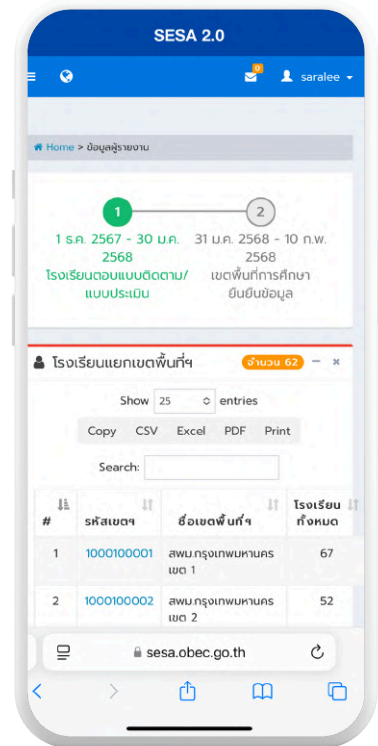 SESA 2.0
0
saralee
Home > ข้อมูลผู้รายงาน
1
2
1 ธ.ค. 2567 - 30 ม.ค. 2568
โรงเรียนตอบแบบติดตาม/แบบประเมิน
31 ม.ค. 2568 - 10 ก.พ. 2568
เขตพื้นที่การศึกษายืนยันข้อมูล
โรงเรียนแยกเขตพื้นที่ฯ จำนวน 62
Show 25 entries
Copy CSV Excel PDF Print
Search:
# รหัสเขตฯ ชื่อเขตพื้นที่ฯ โรงเรียนทั้งหมด
1 1000100001 สพม.กรุงเทพมหานคร เขต 1 67
2 1000100002 สพม.กรุงเทพมหานคร เขต 2 52
sesa.obec.go.th